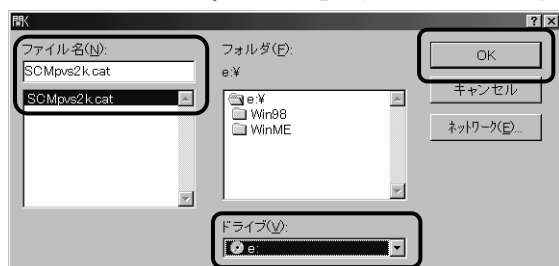 開く
ファイル名(N):
SCMpvs2k.cat
SCMpvs2k.cat
フォルダ(F):
e:¥
e:¥
Win98
WinME
ドライブ(V):
e:
OK
キャンセル
ネットワーク(E)...